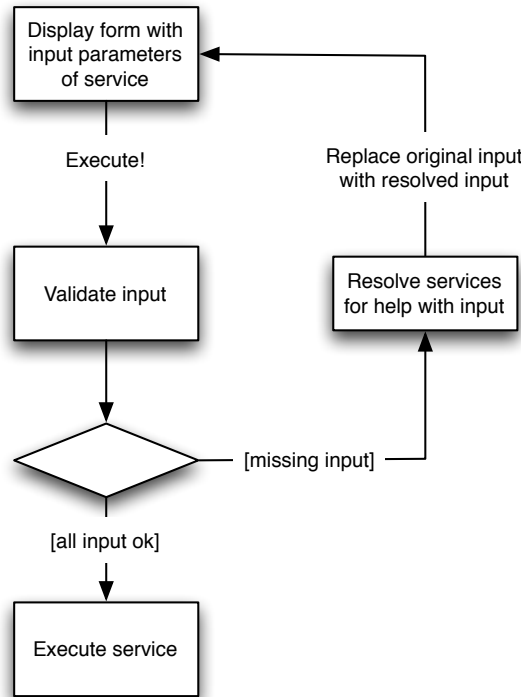 Display form with
input parameters
of service
Execute!
Replace original input
with resolved input
Validate input
Resolve services
for help with input
[missing input]
[all input ok]
Execute service